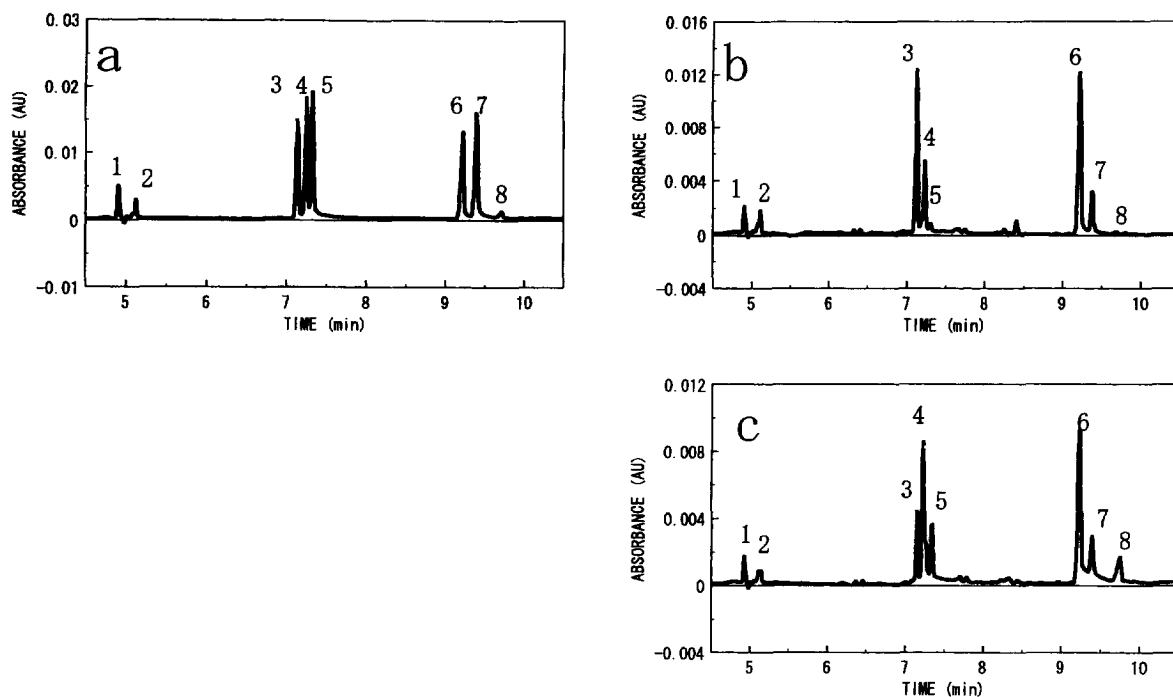 a
ABSORBANCE (AU)
0.03
0.02
0.01
0
-0.01
1 2 3 4 5 6 7 8
5 6 7 8 9 10
TIME (min)
b
ABSORBANCE (AU)
0.016
0.012
0.008
0.004
0
-0.004
1 2 3 4 5 6 7 8
5 6 7 8 9 10
TIME (min)
c
ABSORBANCE (AU)
0.012
0.008
0.004
0
-0.004
1 2 3 4 5 6 7 8
5 6 7 8 9 10
TIME (min)